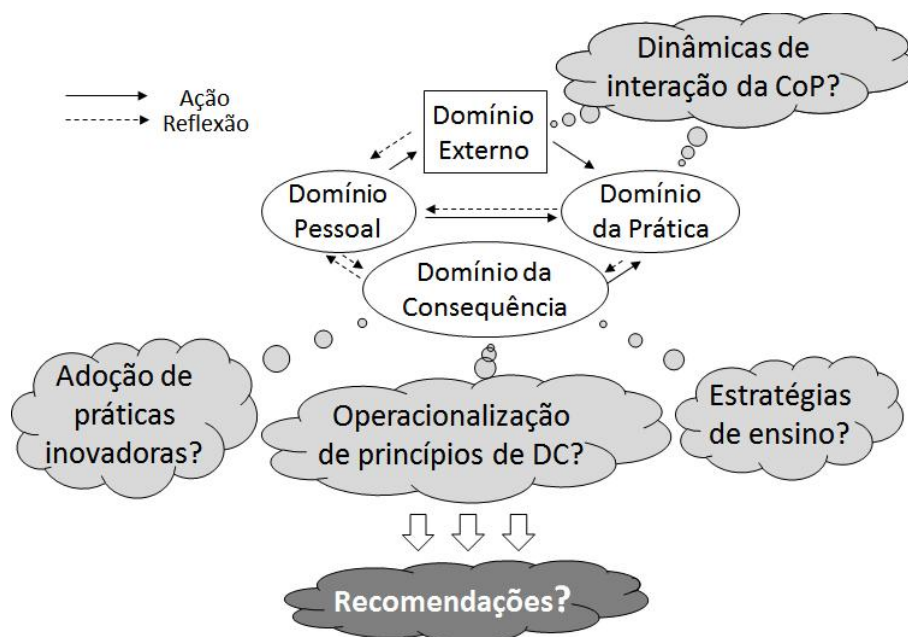 Dinâmicas de
interação da CoP?
Ação
Reflexão
Domínio
Externo
Domínio
Pessoal
Domínio
da Prática
Domínio da
Consequência
Adoção de
práticas
inovadoras?
Operacionalização
de princípios de DC?
Estratégias
de ensino?
Recomendações?